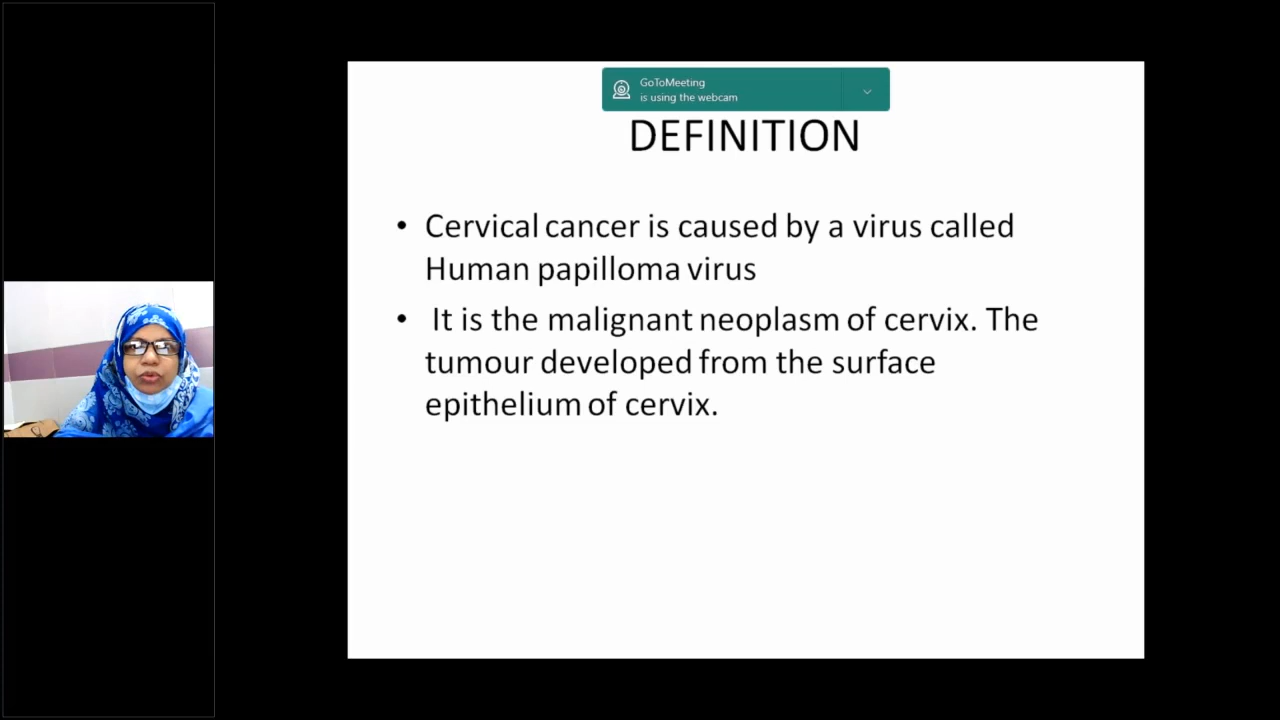 GoToMeeting
is using the webcam
DEFINITION
• Cervical cancer is caused by a virus called
Human papilloma virus
• It is the malignant neoplasm of cervix. The
tumour developed from the surface
epithelium of cervix.